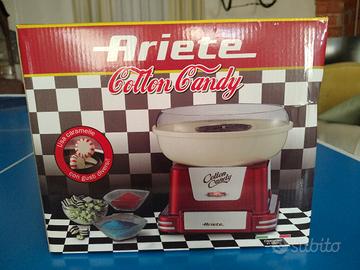 Ariete
Cotton Candy
Usa caramelle
con gusti diversi!
Cotton
Candy
Ariete
subito